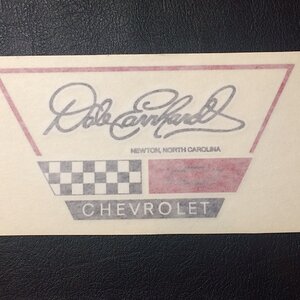 Dale Earnhardt
NEWTON, NORTH CAROLINA
CHEVROLET